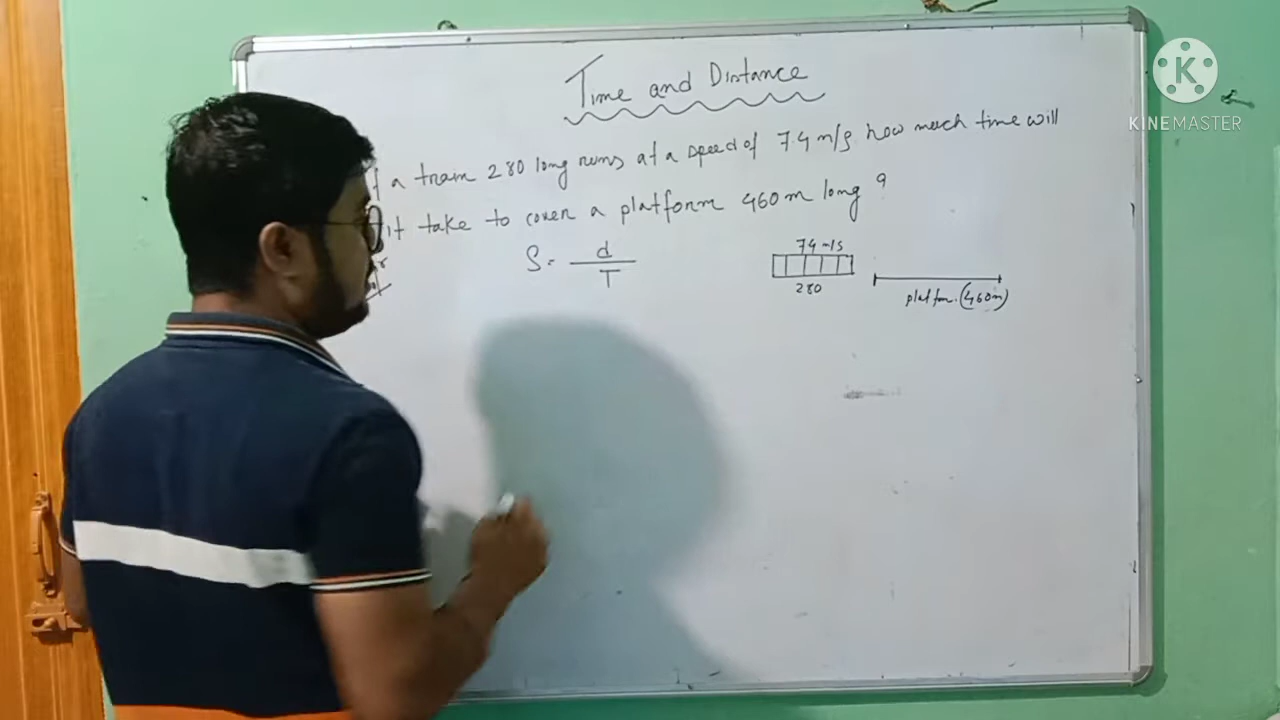 Time and Distance
f a train 280 long runs at a speed of 74 m/s how much time will
it take to cover a platform 460m long ?
S = d
T
74 m/s
280
platfor. (460m)
K
KINEMASTER